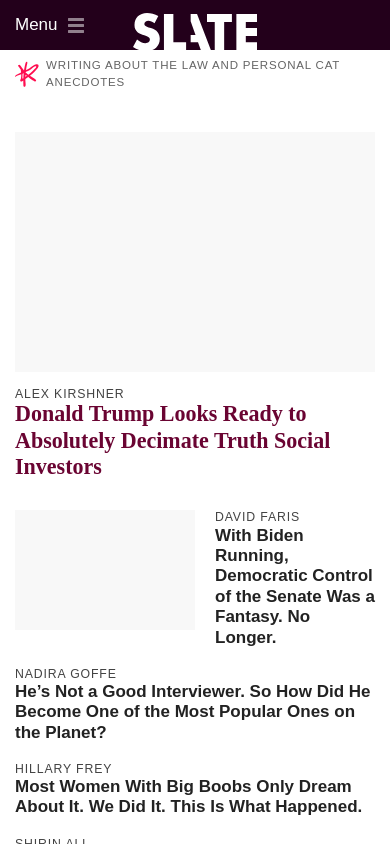 Menu
SLATE
WRITING ABOUT THE LAW AND PERSONAL CAT
ANECDOTES
ALEX KIRSHNER
Donald Trump Looks Ready to
Absolutely Decimate Truth Social
Investors
DAVID FARIS
With Biden
Running,
Democratic Control
of the Senate Was a
Fantasy. No
Longer.
NADIRA GOFFE
He’s Not a Good Interviewer. So How Did He
Become One of the Most Popular Ones on
the Planet?
HILLARY FREY
Most Women With Big Boobs Only Dream
About It. We Did It. This Is What Happened.
SHIRIN ALI